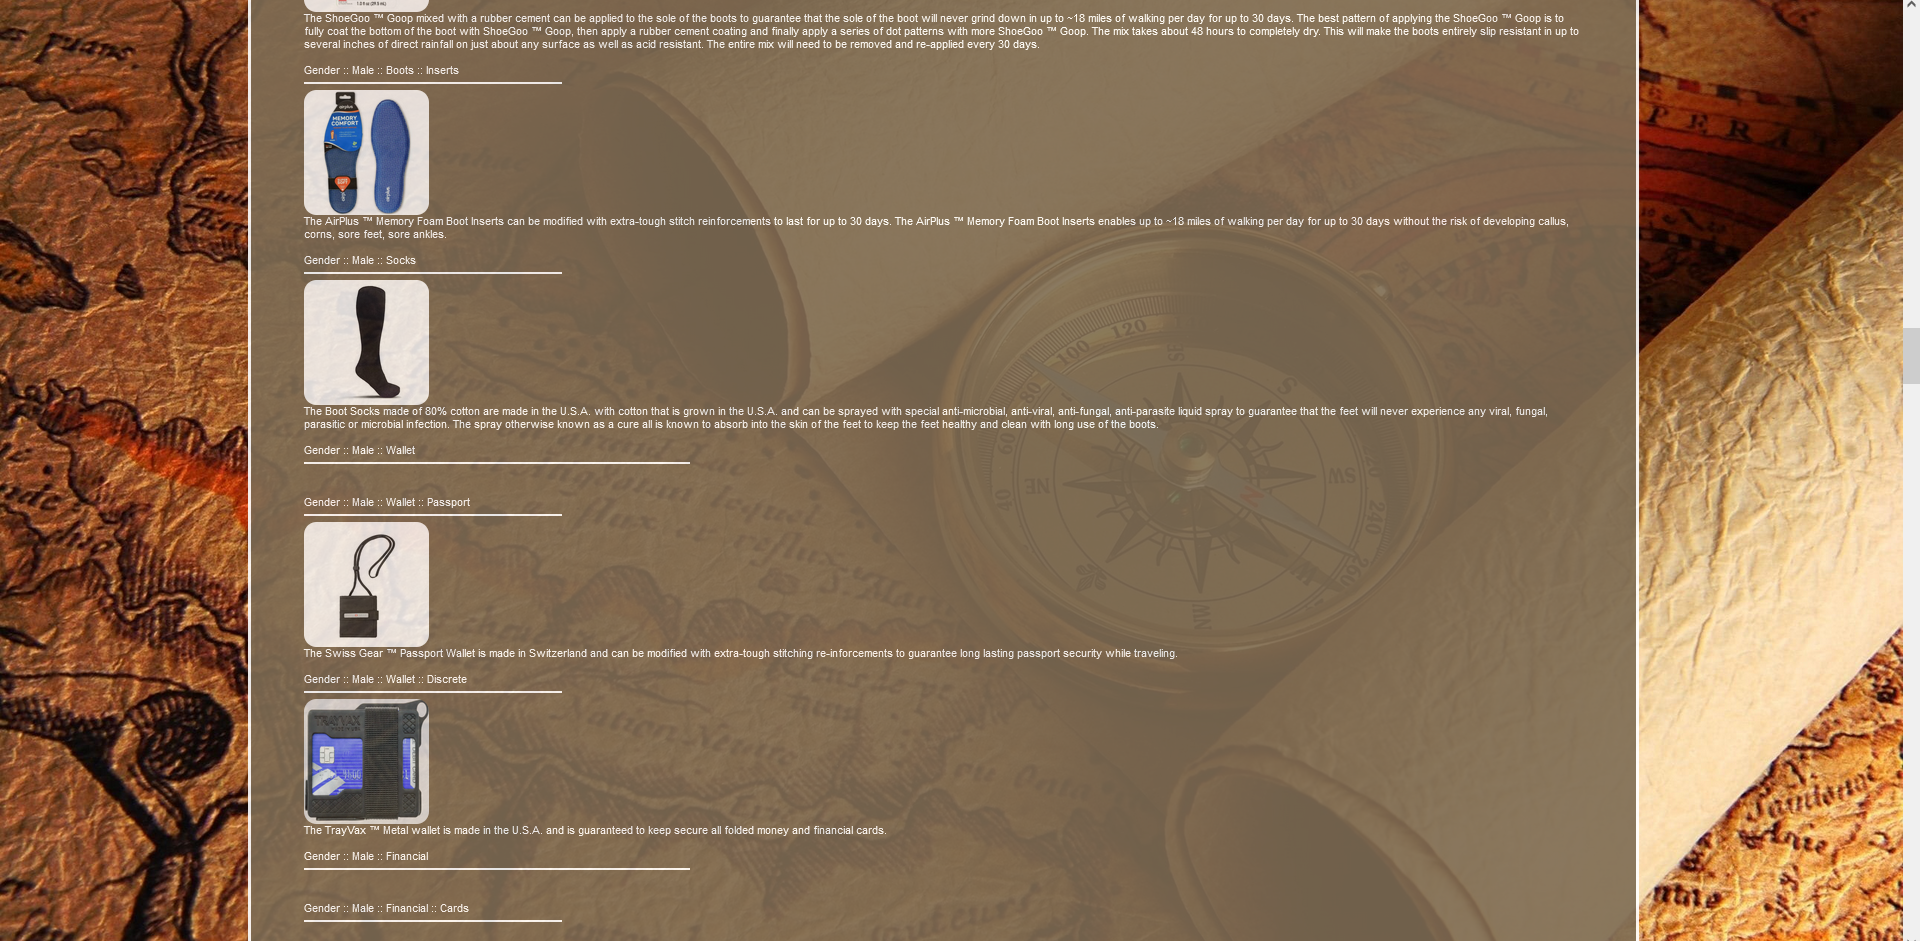 The ShoeGoo ™ Goop mixed with a rubber cement can be applied to the sole of the boots to guarantee that the sole of the boot will never grind down in up to ~18 miles of walking per day for up to 30 days. The best pattern of applying the ShoeGoo ™ Goop is to
fully coat the bottom of the boot with ShoeGoo ™ Goop, then apply a rubber cement coating and finally apply a series of dot patterns with more ShoeGoo ™ Goop. The mix takes about 48 hours to completely dry. This will make the boots entirely slip resistant in up to
several inches of direct rainfall on just about any surface as well as acid resistant. The entire mix will need to be removed and re-applied every 30 days.
Gender :: Male :: Boots :: Inserts
airplus
MEMORY
COMFORT
The AirPlus ™ Memory Foam Boot Inserts can be modified with extra-tough stitch reinforcements to last for up to 30 days. The AirPlus ™ Memory Foam Boot Inserts enables up to ~18 miles of walking per day for up to 30 days without the risk of developing callus,
corns, sore feet, sore ankles.
Gender :: Male :: Socks
The Boot Socks made of 80% cotton are made in the U.S.A. with cotton that is grown in the U.S.A. and can be sprayed with special anti-microbial, anti-viral, anti-fungal, anti-parasite liquid spray to guarantee that the feet will never experience any viral, fungal,
parasitic or microbial infection. The spray otherwise known as a cure all is known to absorb into the skin of the feet to keep the feet healthy and clean with long use of the boots.
Gender :: Male :: Wallet
Gender :: Male :: Wallet :: Passport
The Swiss Gear ™ Passport Wallet is made in Switzerland and can be modified with extra-tough stitching re-inforcements to guarantee long lasting passport security while traveling.
Gender :: Male :: Wallet :: Discrete
TRAYVAX
The TrayVax ™ Metal wallet is made in the U.S.A. and is guaranteed to keep secure all folded money and financial cards.
Gender :: Male :: Financial
Gender :: Male :: Financial :: Cards
120
100
80
60
40
SE
S
SW
NE
NW
240
260